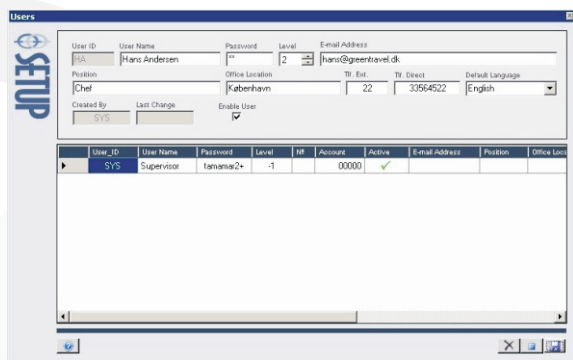 Users
SETUP
User ID User Name Password Level E-mail Address
HA Hans Andersen ** 2 hans@greentravel.dk
Position Office Location Tlf. Ext. Tlf. Direct Default Language
Chef København 22 33564522 English
Created By Last Change Enable User
SYS
User_ID User Name Password Level Nº Account Active E-mail Address Position Office Loca
SYS Supervisor tamamar2+ -1 00000